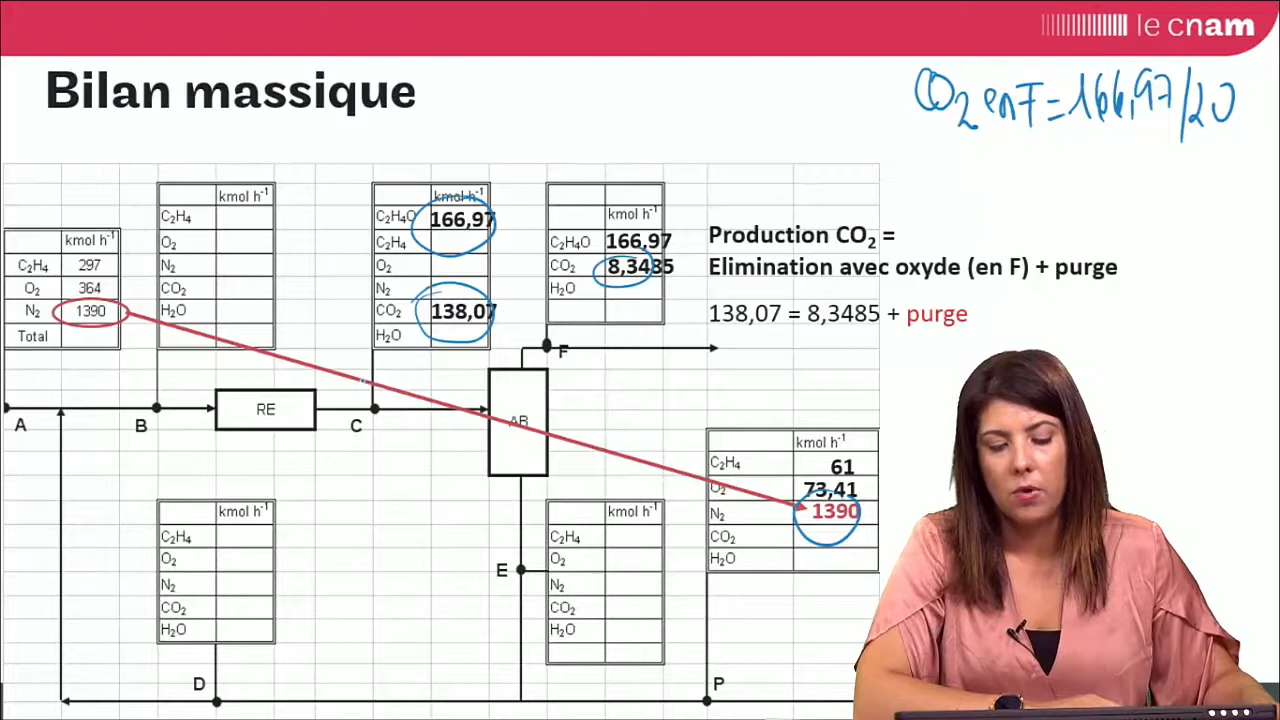 le cnam
Bilan massique
CO₂ en F = 166,97/20
kmol h⁻¹
C₂H₄ 297
O₂ 364
N₂ 1390
Total
kmol h⁻¹
C₂H₄
O₂
N₂
CO₂
H₂O
kmol h⁻¹
C₂H₄O 166,97
C₂H₄
O₂
N₂
CO₂ 138,07
H₂O
kmol h⁻¹
C₂H₄O 166,97
CO₂ 8,3485
H₂O
Production CO₂ =
Elimination avec oxyde (en F) + purge
138,07 = 8,3485 + purge
F
A
B
RE
C
AB
kmol h⁻¹
C₂H₄ 61
O₂ 73,41
N₂ 1390
CO₂
H₂O
kmol h⁻¹
C₂H₄
O₂
N₂
CO₂
H₂O
E
kmol h⁻¹
C₂H₄
O₂
N₂
CO₂
H₂O
D
P